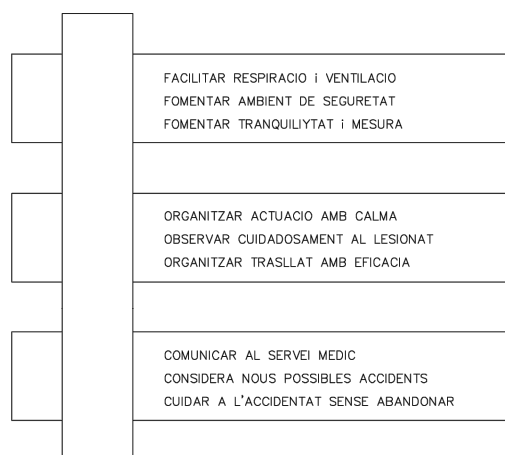 FACILITAR RESPIRACIO i VENTILACIO
FOMENTAR AMBIENT DE SEGURETAT
FOMENTAR TRANQUILIYTAT i MESURA
ORGANITZAR ACTUACIO AMB CALMA
OBSERVAR CUIDADOSAMENT AL LESIONAT
ORGANITZAR TRASLLAT AMB EFICACIA
COMUNICAR AL SERVEI MEDIC
CONSIDERA NOUS POSSIBLES ACCIDENTS
CUIDAR A L'ACCIDENTAT SENSE ABANDONAR